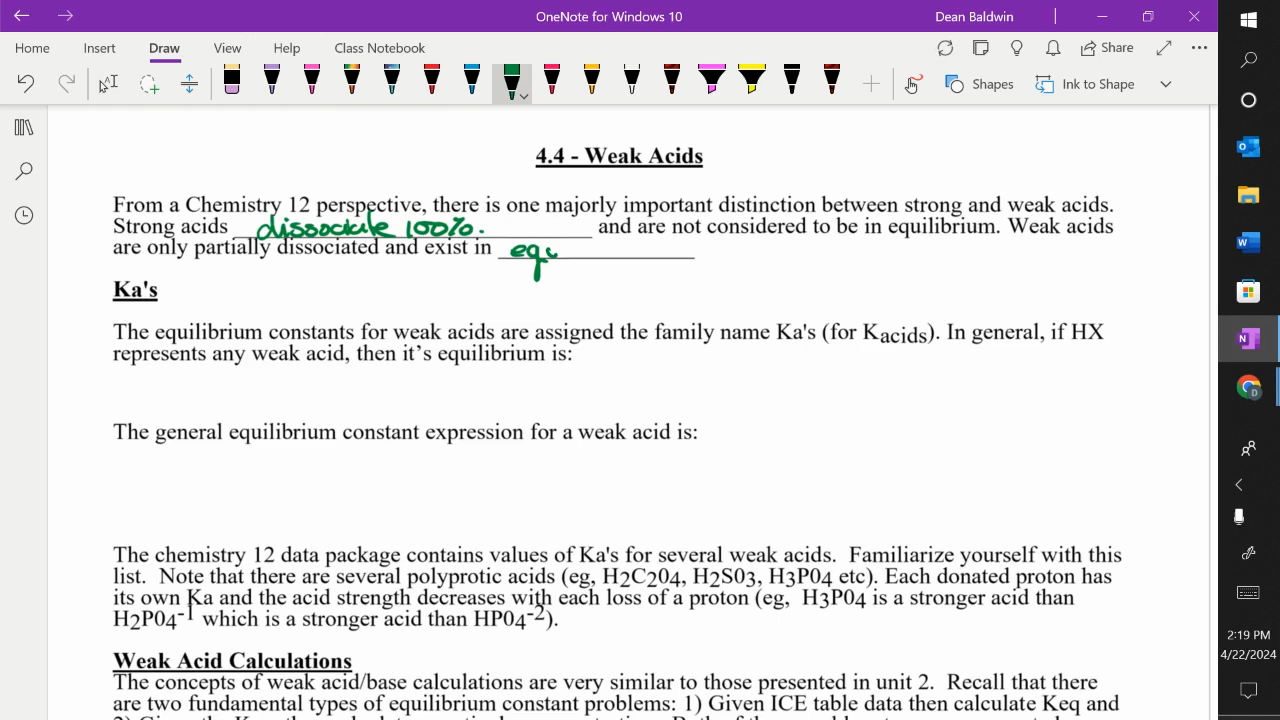 OneNote for Windows 10
Dean Baldwin
Home Insert Draw View Help Class Notebook
Share
Shapes
Ink to Shape
4.4 - Weak Acids
From a Chemistry 12 perspective, there is one majorly important distinction between strong and weak acids.
Strong acids dissociate 100%. and are not considered to be in equilibrium. Weak acids
are only partially dissociated and exist in equ
Ka's
The equilibrium constants for weak acids are assigned the family name Ka's (for Kacids). In general, if HX
represents any weak acid, then it’s equilibrium is:
The general equilibrium constant expression for a weak acid is:
The chemistry 12 data package contains values of Ka's for several weak acids. Familiarize yourself with this
list. Note that there are several polyprotic acids (eg, H2C204, H2S03, H3P04 etc). Each donated proton has
its own Ka and the acid strength decreases with each loss of a proton (eg, H3P04 is a stronger acid than
H2P04-1 which is a stronger acid than HP04-2).
Weak Acid Calculations
The concepts of weak acid/base calculations are very similar to those presented in unit 2. Recall that there
are two fundamental types of equilibrium constant problems: 1) Given ICE table data then calculate Keq and
2:19 PM
4/22/2024